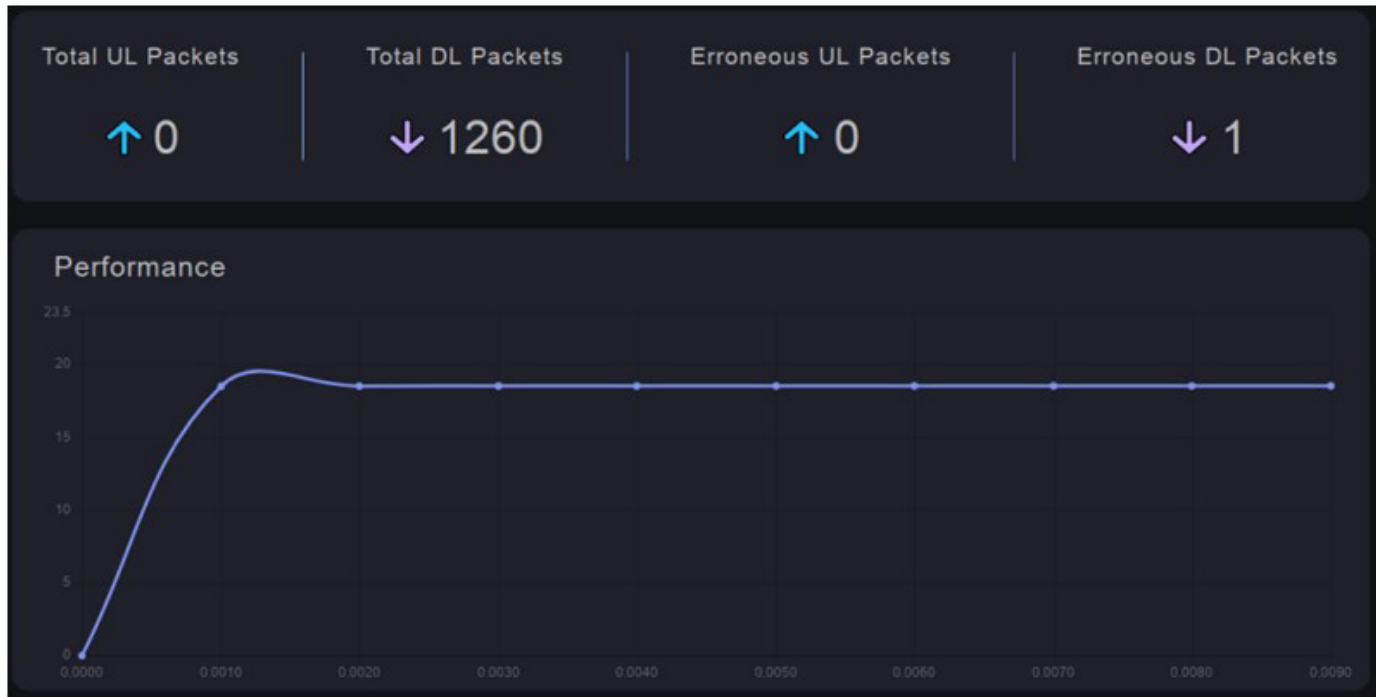 Total UL Packets
Total DL Packets
Erroneous UL Packets
Erroneous DL Packets
0
1260
0
1
Performance
23.5
20
15
10
5
0
0.0000 0.0010 0.0020 0.0030 0.0040 0.0050 0.0060 0.0070 0.0080 0.0090